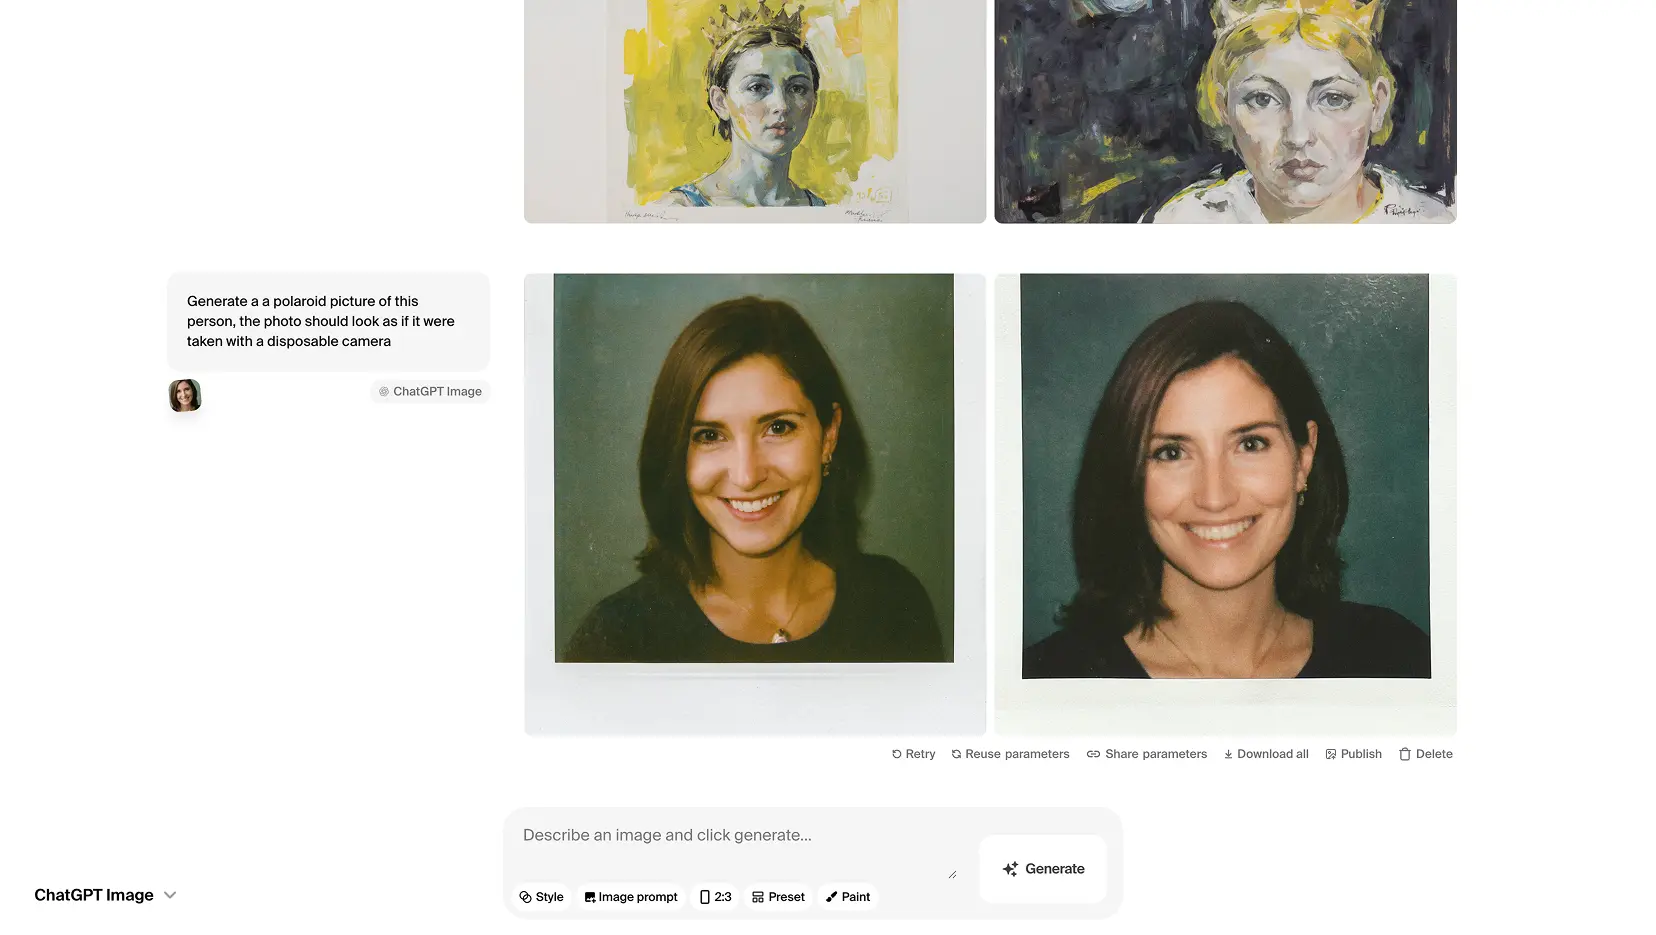 Generate a a polaroid picture of this
person, the photo should look as if it were
taken with a disposable camera
ChatGPT Image
Retry
Reuse parameters
Share parameters
Download all
Publish
Delete
Describe an image and click generate...
Generate
Style
Image prompt
2:3
Preset
Paint
ChatGPT Image